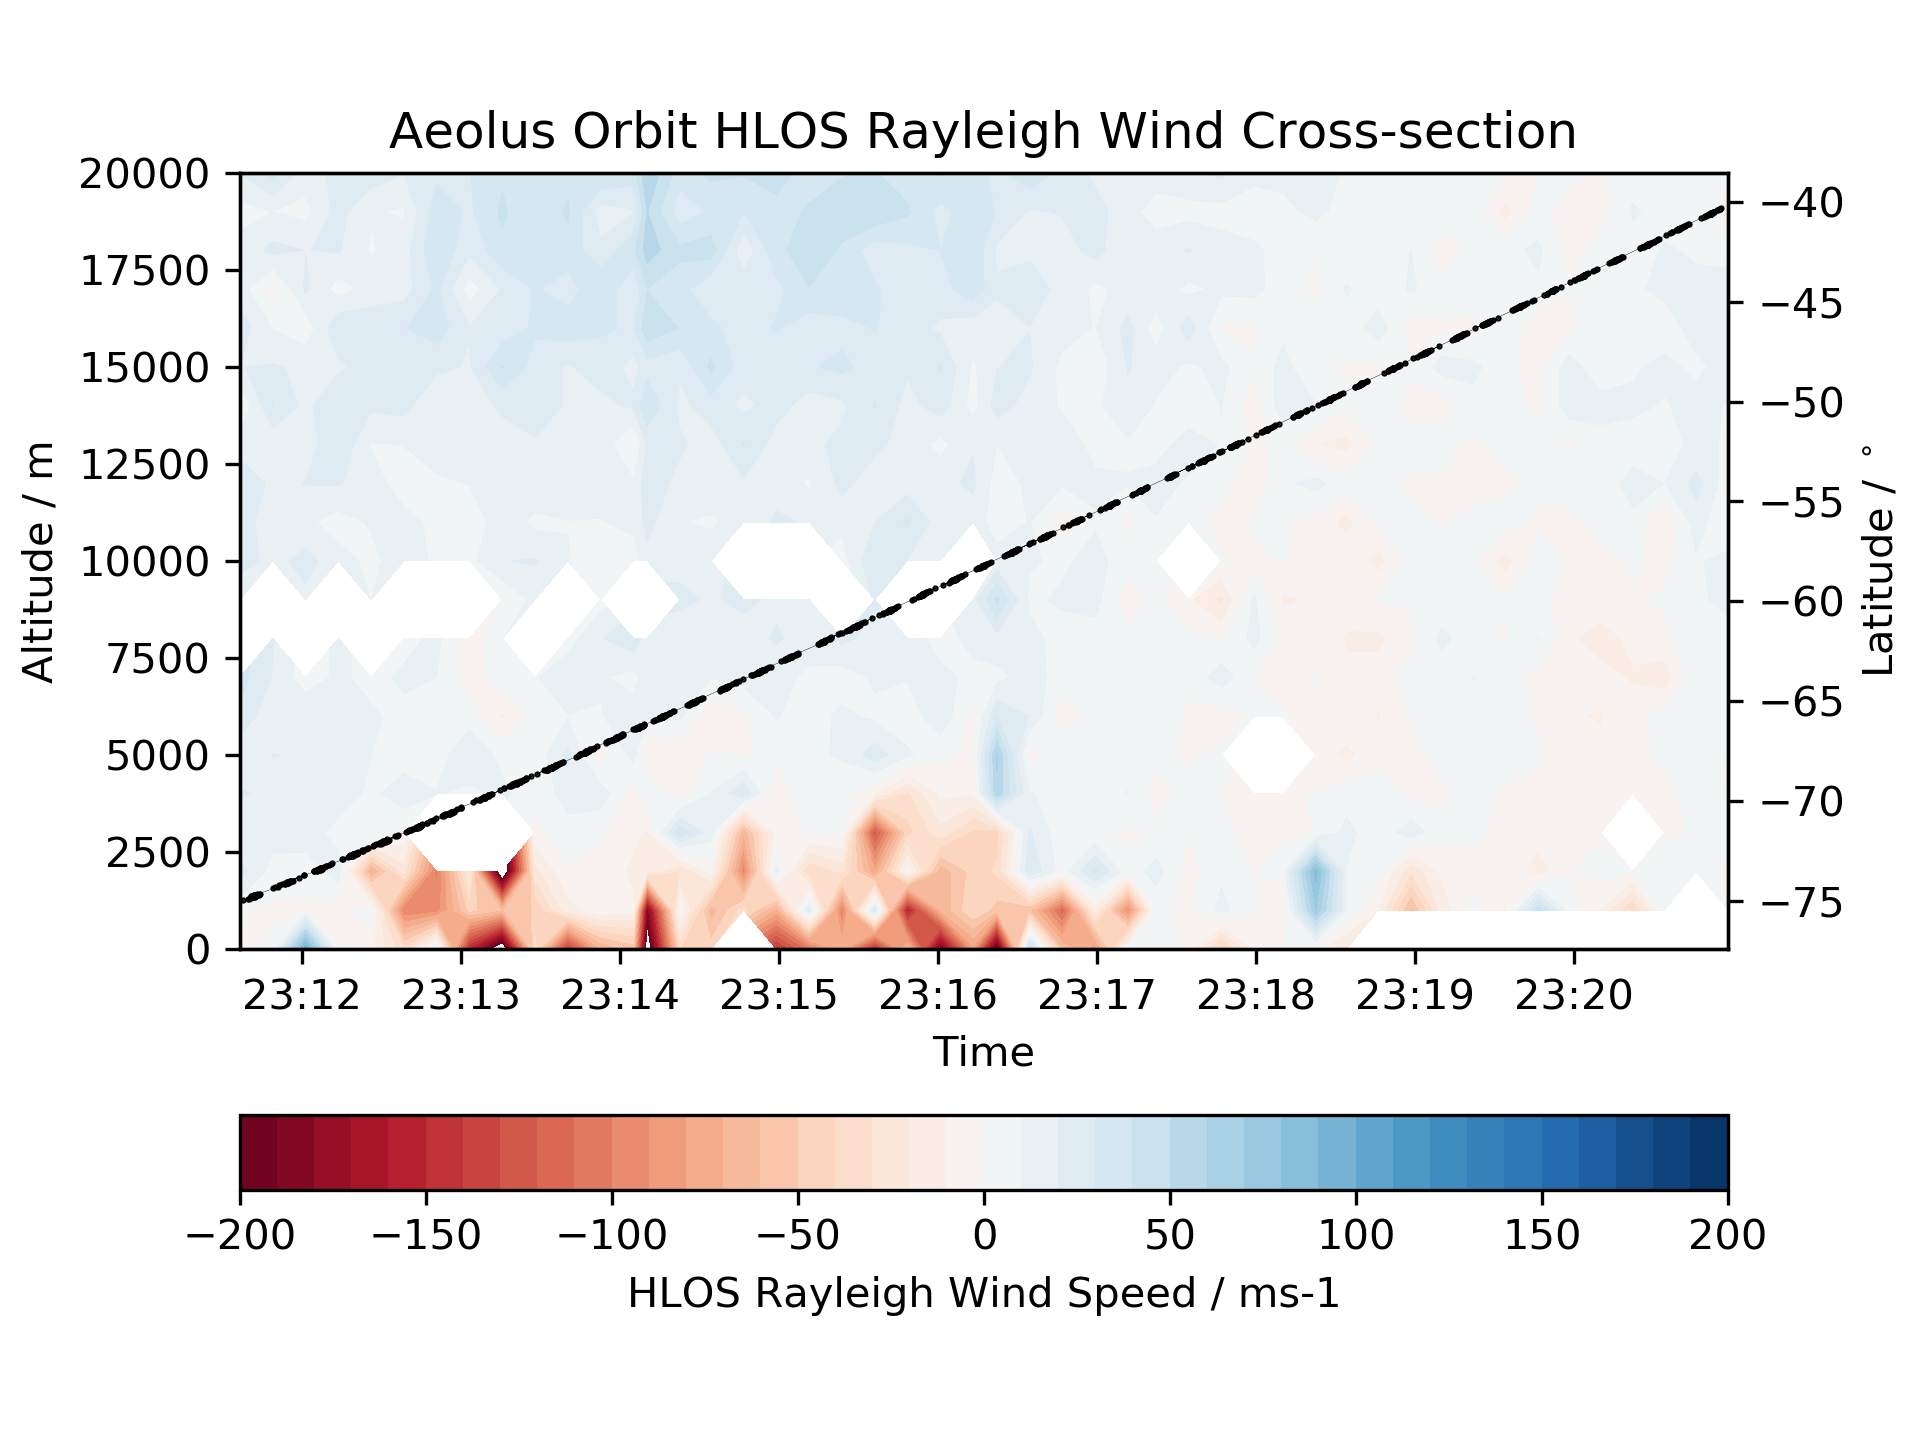 Aeolus Orbit HLOS Rayleigh Wind Cross-section
20000
17500
15000
12500
10000
7500
5000
2500
0
Altitude / m
−40
−45
−50
−55
−60
−65
−70
−75
Latitude / °
23:12 23:13 23:14 23:15 23:16 23:17 23:18 23:19 23:20
Time
−200 −150 −100 −50 0 50 100 150 200
HLOS Rayleigh Wind Speed / ms-1